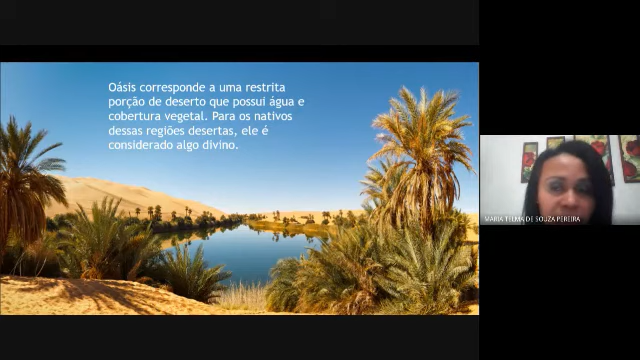 Oásis corresponde a uma restrita
porção de deserto que possui água e
cobertura vegetal. Para os nativos
dessas regiões desertas, ele é
considerado algo divino.
MARIA TELMA DE SOUZA PEREIRA